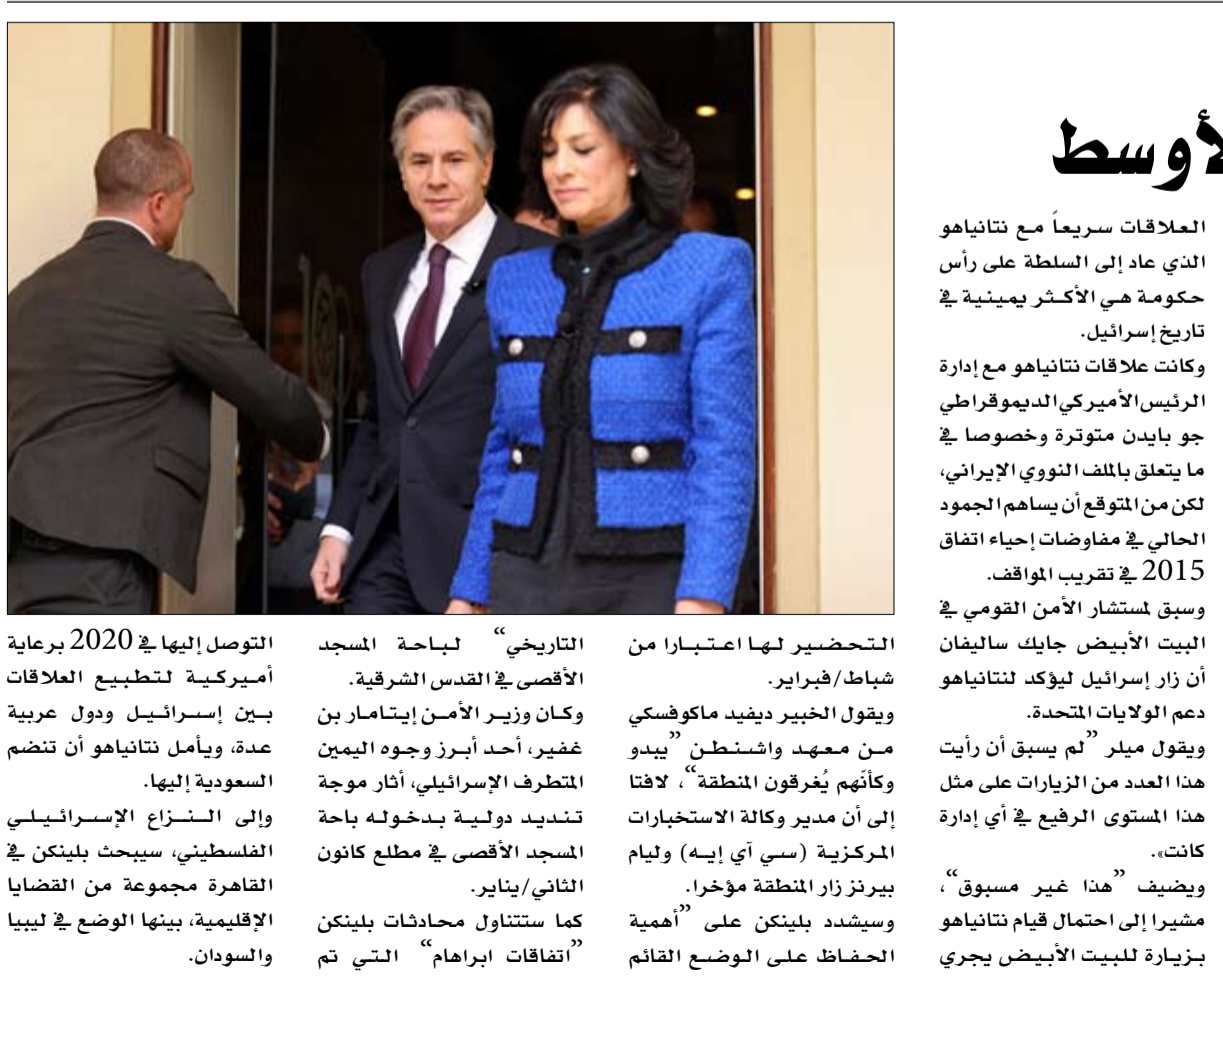 لأوسط
العلاقات سريعاً مع نتانياهو
الذي عاد إلى السلطة على رأس
حكومة هي الأكثر يمينية في
تاريخ إسرائيل.
وكانت علاقات نتانياهو مع إدارة
الرئيس الأميركي الديموقراطي
جو بايدن متوترة وخصوصا في
ما يتعلق بالملف النووي الإيراني،
لكن من المتوقع أن يساهم الجمود
الحالي في مفاوضات إحياء اتفاق
2015 في تقريب المواقف.
وسبق لمستشار الأمن القومي في
البيت الأبيض جايك ساليفان
أن زار إسرائيل ليؤكد لنتانياهو
دعم الولايات المتحدة.
ويقول ميلر “لم يسبق أن رأيت
هذا العدد من الزيارات على مثل
هذا المستوى الرفيع في أي إدارة
كانت».
ويضيف “هذا غير مسبوق“،
مشيرا إلى احتمال قيام نتانياهو
بزيارة للبيت الأبيض يجري
التحضير لها اعتبارا من
شباط/فبراير.
ويقول الخبير ديفيد ماكوفسكي
من معهد واشنطن “يبدو
وكأنّهم يُغرقون المنطقة“، لافتا
إلى أن مدير وكالة الاستخبارات
المركزية (سي آي إيه) وليام
بيرنز زار المنطقة مؤخرا.
وسيشدد بلينكن على “أهمية
الحفاظ على الوضع القائم
التاريخي“ لباحة المسجد
الأقصى في القدس الشرقية.
وكان وزير الأمن إيتامار بن
غفير، أحد أبرز وجوه اليمين
المتطرف الإسرائيلي، أثار موجة
تنديد دولية بدخوله باحة
المسجد الأقصى في مطلع كانون
الثاني/يناير.
كما ستتناول محادثات بلينكن
“اتفاقات ابراهام“ التي تم
التوصل إليها في 2020 برعاية
أميركية لتطبيع العلاقات
بين إسرائيل ودول عربية
عدة، ويأمل نتانياهو أن تنضم
السعودية إليها.
وإلى النزاع الإسرائيلي
الفلسطيني، سيبحث بلينكن في
القاهرة مجموعة من القضايا
الإقليمية، بينها الوضع في ليبيا
والسودان.